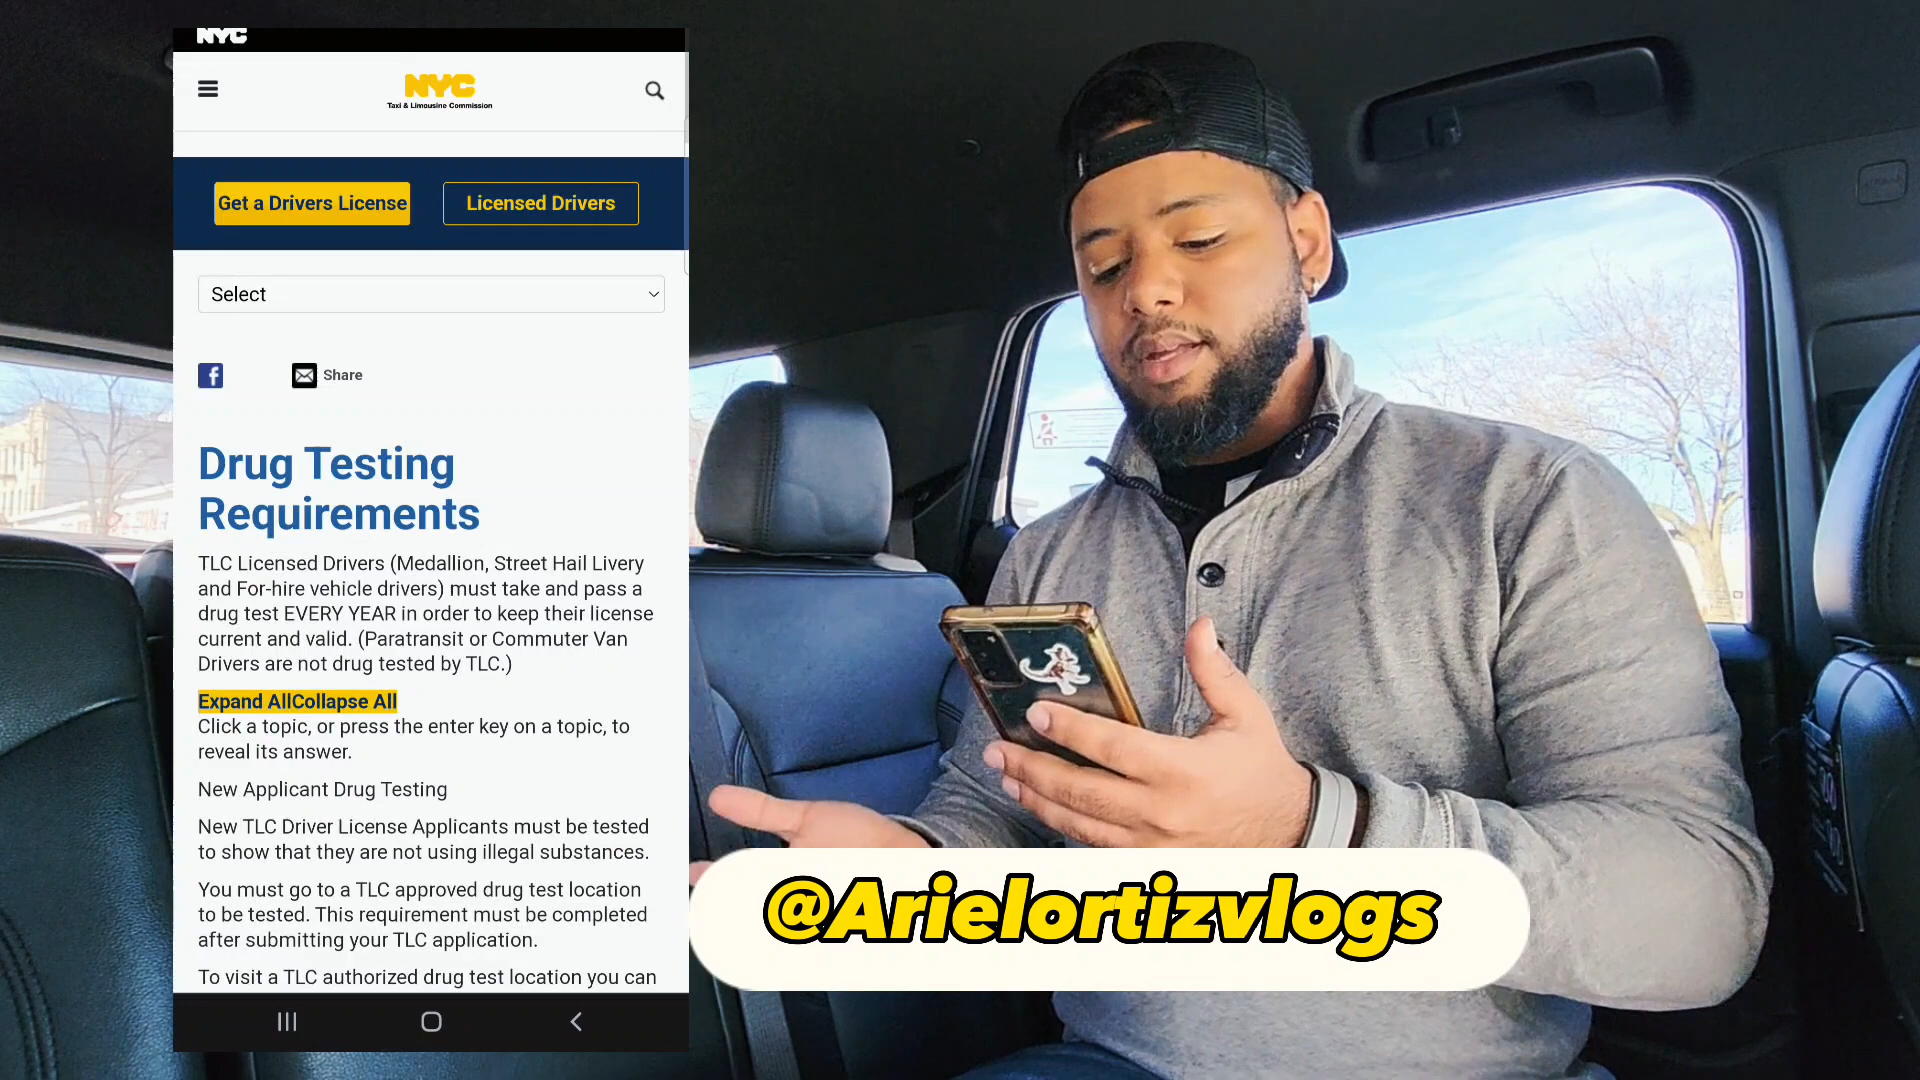 NYC
NYC
Taxi & Limousine Commission
Get a Drivers License
Licensed Drivers
Select
f
Share
Drug Testing
Requirements
TLC Licensed Drivers (Medallion, Street Hail Livery
and For-hire vehicle drivers) must take and pass a
drug test EVERY YEAR in order to keep their license
current and valid. (Paratransit or Commuter Van
Drivers are not drug tested by TLC.)
Expand AllCollapse All
Click a topic, or press the enter key on a topic, to
reveal its answer.
New Applicant Drug Testing
New TLC Driver License Applicants must be tested
to show that they are not using illegal substances.
You must go to a TLC approved drug test location
to be tested. This requirement must be completed
after submitting your TLC application.
To visit a TLC authorized drug test location you can
@Arielortizvlogs